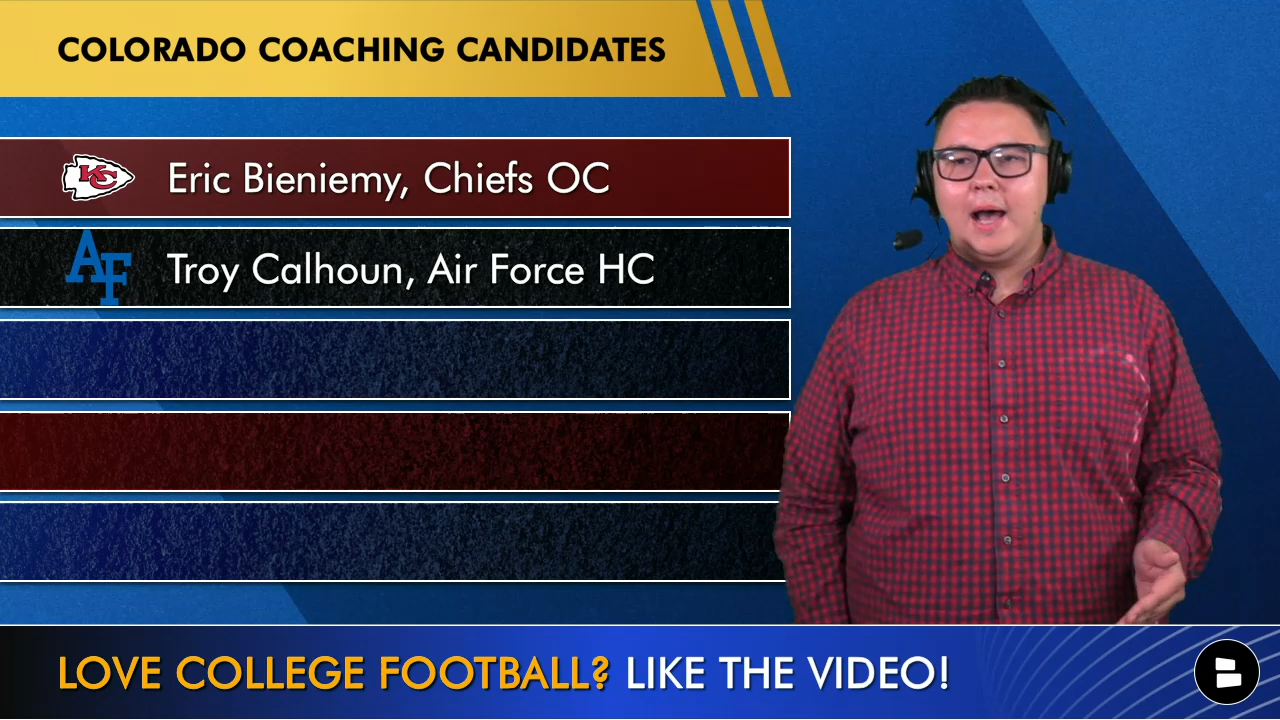 COLORADO COACHING CANDIDATES
KC
Eric Bieniemy, Chiefs OC
AF
Troy Calhoun, Air Force HC
LOVE COLLEGE FOOTBALL? LIKE THE VIDEO!